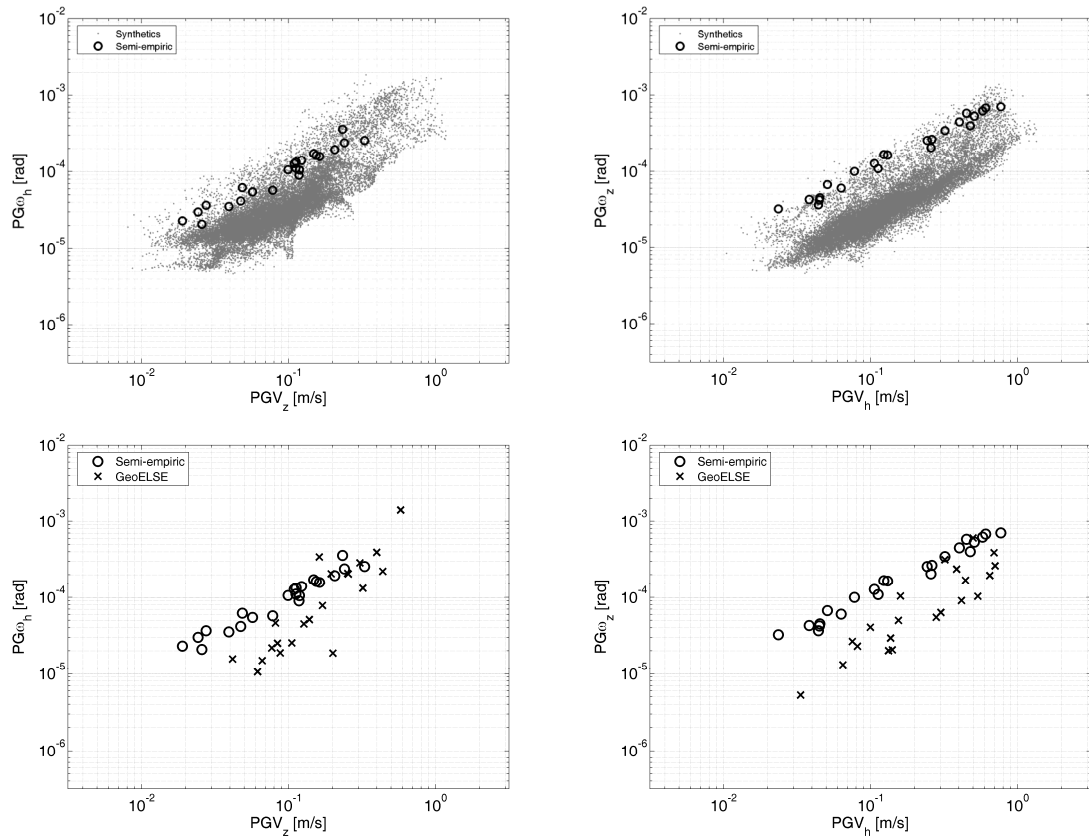 10^-2
10^-3
10^-4
10^-5
10^-6
PGω_h [rad]
Synthetics
Semi-empiric
10^-2
10^-1
10^0
PGV_z [m/s]
10^-2
10^-3
10^-4
10^-5
10^-6
PGω_z [rad]
Synthetics
Semi-empiric
10^-2
10^-1
10^0
PGV_h [m/s]
10^-2
10^-3
10^-4
10^-5
10^-6
PGω_h [rad]
Semi-empiric
GeoELSE
10^-2
10^-1
10^0
PGV_z [m/s]
10^-2
10^-3
10^-4
10^-5
10^-6
PGω_z [rad]
Semi-empiric
GeoELSE
10^-2
10^-1
10^0
PGV_h [m/s]